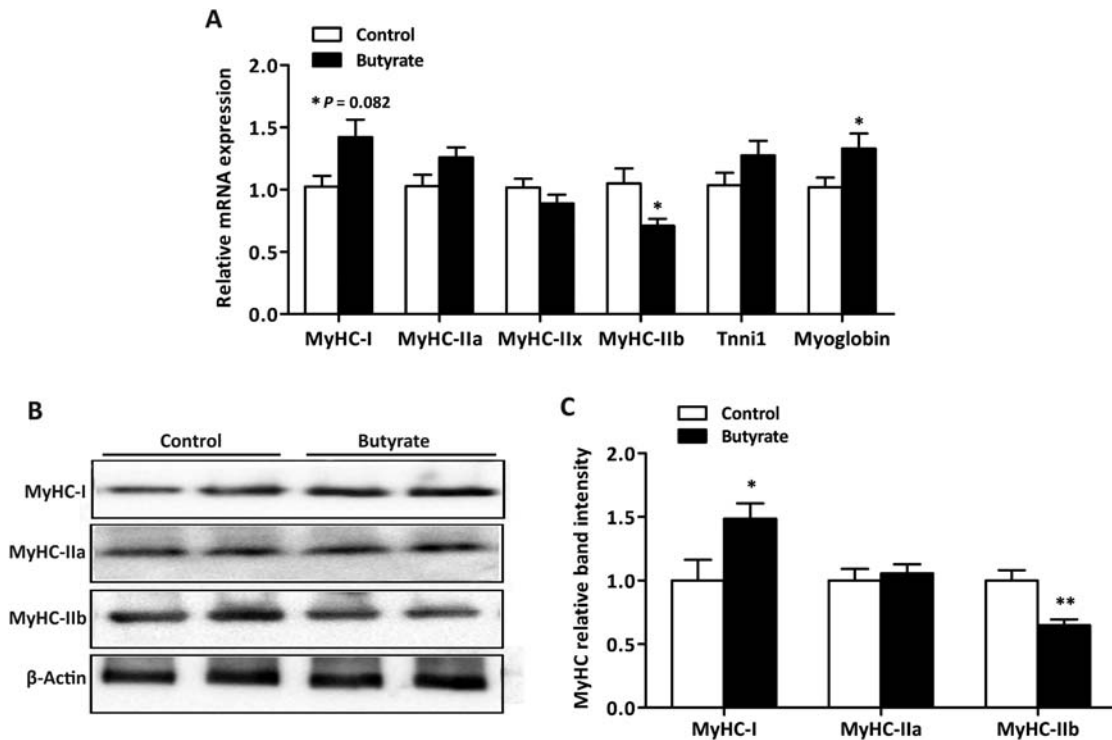 A
Control
Butyrate
Relative mRNA expression
2.0
1.5
1.0
0.5
0.0
* P = 0.082
*
*
MyHC-I MyHC-IIa MyHC-IIx MyHC-IIb Tnni1 Myoglobin
B
Control Butyrate
MyHC-I
MyHC-IIa
MyHC-IIb
β-Actin
C
Control
Butyrate
MyHC relative band intensity
2.0
1.5
1.0
0.5
0.0
*
**
MyHC-I MyHC-IIa MyHC-IIb